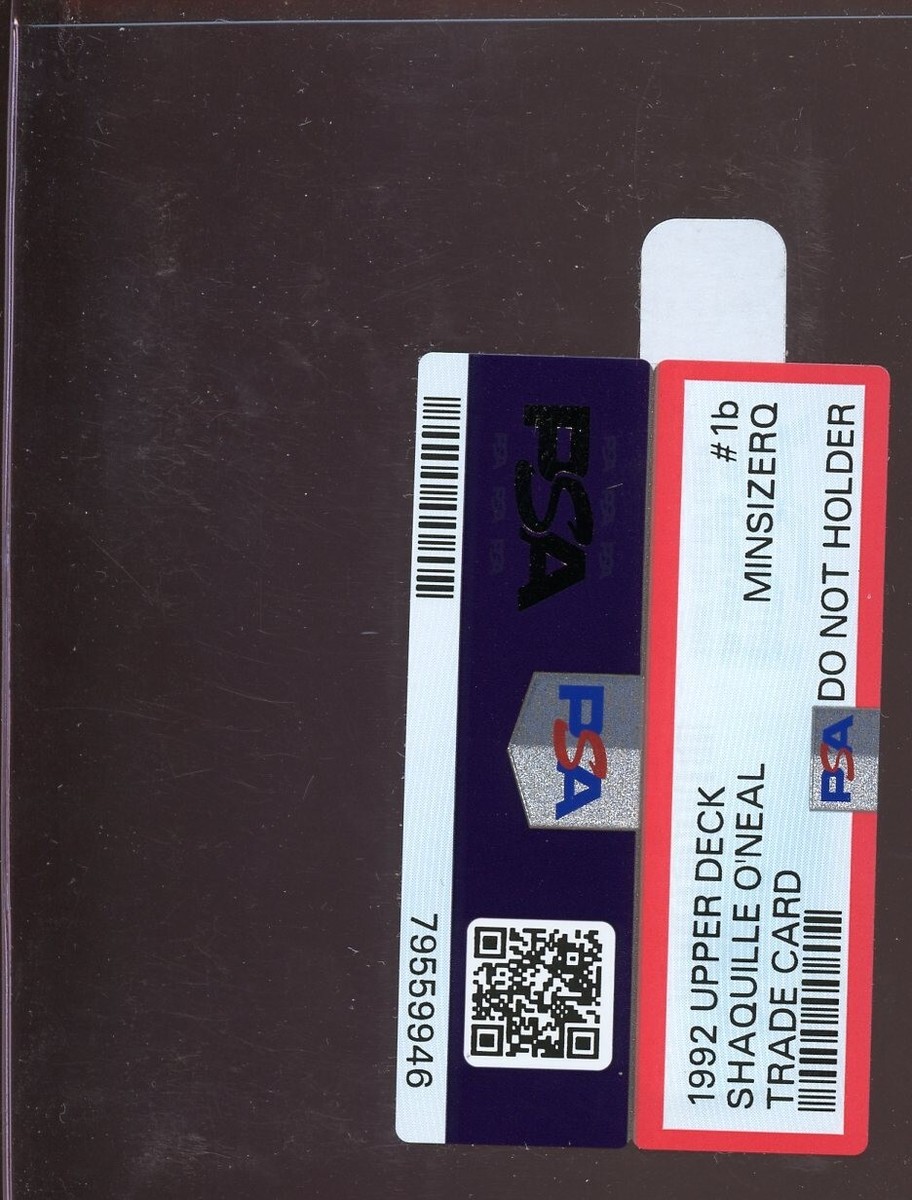 1992 UPPER DECK #1b
SHAQUILLE O'NEAL MINSIZERQ
TRADE CARD
PSA DO NOT HOLDER
PSA
PSA
79559946